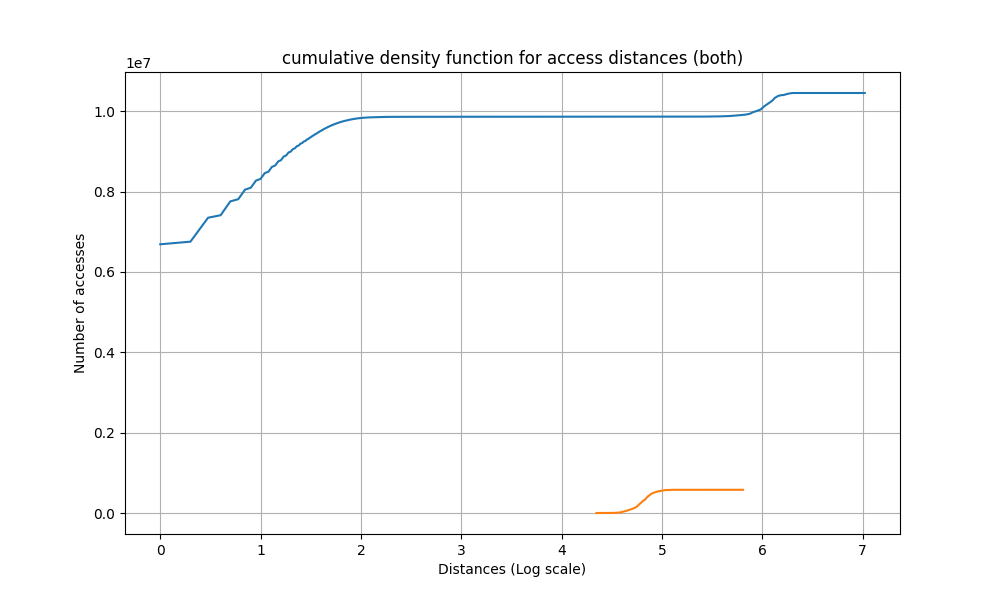 cumulative density function for access distances (both)
1e7
1.0
0.8
0.6
0.4
0.2
0.0
Number of accesses
0 1 2 3 4 5 6 7
Distances (Log scale)